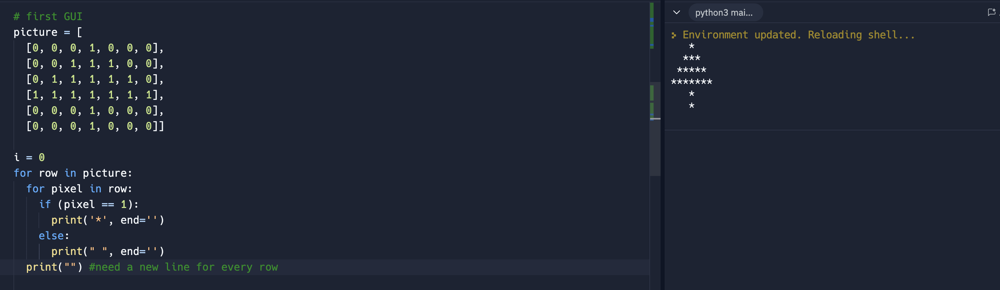 # first GUI
picture = [
  [0, 0, 0, 1, 0, 0, 0],
  [0, 0, 1, 1, 1, 0, 0],
  [0, 1, 1, 1, 1, 1, 0],
  [1, 1, 1, 1, 1, 1, 1],
  [0, 0, 0, 1, 0, 0, 0],
  [0, 0, 0, 1, 0, 0, 0]]
i = 0
for row in picture:
  for pixel in row:
    if (pixel == 1):
      print('*', end='')
    else:
      print(" ", end='')
  print("") #need a new line for every row
python3 mai...
Environment updated. Reloading shell...
   *
  ***
 *****
*******
   *
   *